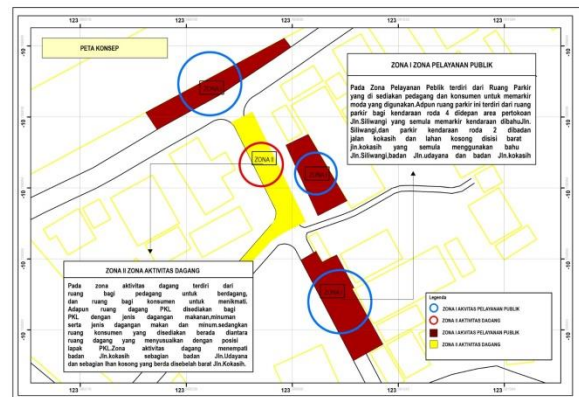 PETA KONSEP
ZONA I ZONA PELAYANAN PUBLIK
Pada Zona Pelayanan Peblik terdiri dari Ruang Parkir
yang di sediakan pedagang dan konsumen untuk memarkir
moda yang digunakan.Adpun ruang parkir ini terdiri dari ruang
parkir bagi kendaraan roda 4 didepan area pertokoan
Jln.Siliwangi yang semula memarkir kendaraan dibahuJln.
Siliwangi,dan parkir kendaraan roda 2 dibadan
jalan kokasih dan lahan kosong disisi barat
jln.kokasih yang semula menggunakan bahu
Jln.Siliwangi,badan Jln.udayana dan badan Jln.kokasih
ZONA II
ZONA II ZONA AKTIVITAS DAGANG
Pada zona aktivitas dagang terdiri dari
ruang bagi pedagang untuk berdagang,
dan ruang bagi konsumen untuk menikmati.
Adapun ruang dagang PKL disediakan bagi
PKL dengan jenis dagangan makanan,minuman
serta jenis dagangan makan dan minum.sedangkan
ruang konsumen yang disediakan berada diantara
ruang dagang yang menyusuaikan dengan posisi
lapak PKL.Zona aktivitas dagang menempati
badan Jln.kokasih sebagian badan Jln.Udayana
dan sebagian lhan kosong yang berda disebelah barat Jln.Kokasih.
Legenda
ZONA I AKTIVITAS PELAYANAN PUBLIK
ZONA II AKTIVITAS DAGANG
ZONA I AKTIVITAS PELAYANAN PUBLIK
ZONA II AKTIVITAS DAGANG